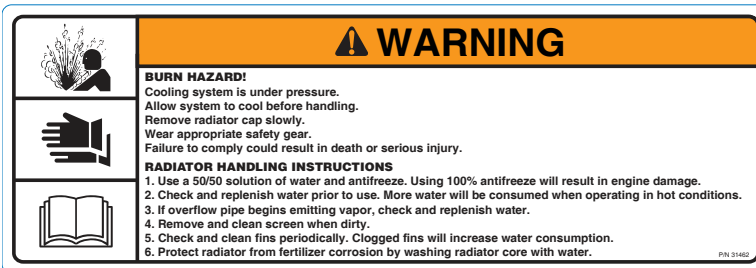 WARNING
BURN HAZARD!
Cooling system is under pressure.
Allow system to cool before handling.
Remove radiator cap slowly.
Wear appropriate safety gear.
Failure to comply could result in death or serious injury.
RADIATOR HANDLING INSTRUCTIONS
1. Use a 50/50 solution of water and antifreeze. Using 100% antifreeze will result in engine damage.
2. Check and replenish water prior to use. More water will be consumed when operating in hot conditions.
3. If overflow pipe begins emitting vapor, check and replenish water.
4. Remove and clean screen when dirty.
5. Check and clean fins periodically. Clogged fins will increase water consumption.
6. Protect radiator from fertilizer corrosion by washing radiator core with water.
P/N 31462